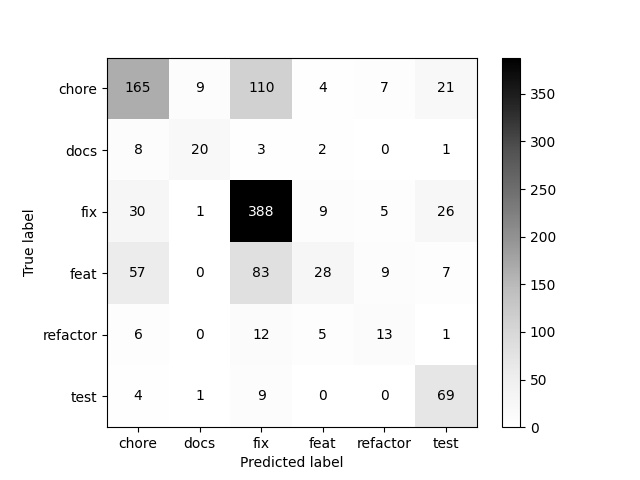 chore 165 9 110 4 7 21
docs 8 20 3 2 0 1
fix 30 1 388 9 5 26
feat 57 0 83 28 9 7
refactor 6 0 12 5 13 1
test 4 1 9 0 0 69
chore docs fix feat refactor test
Predicted label
True label
350
300
250
200
150
100
50
0